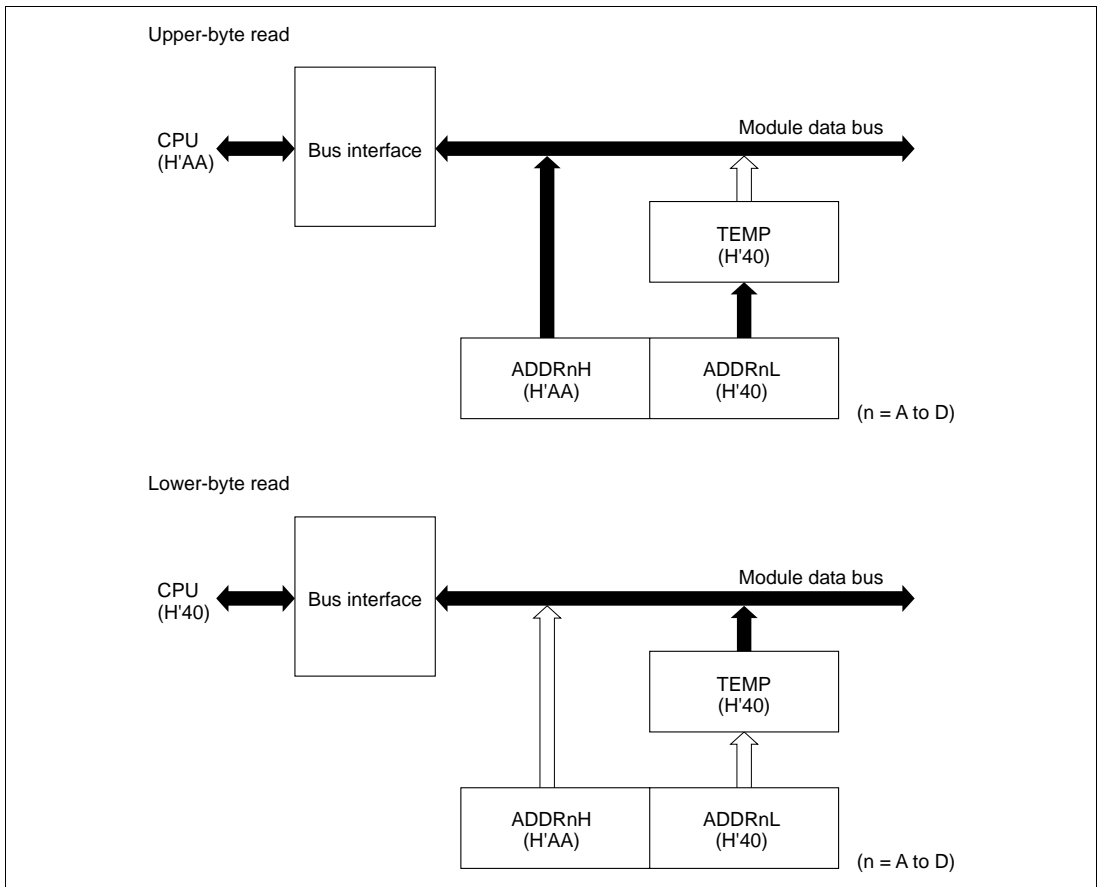 Upper-byte read
CPU
(H'AA)
Bus interface
Module data bus
TEMP
(H'40)
ADDRnH
(H'AA)
ADDRnL
(H'40)
(n = A to D)
Lower-byte read
CPU
(H'40)
Bus interface
Module data bus
TEMP
(H'40)
ADDRnH
(H'AA)
ADDRnL
(H'40)
(n = A to D)